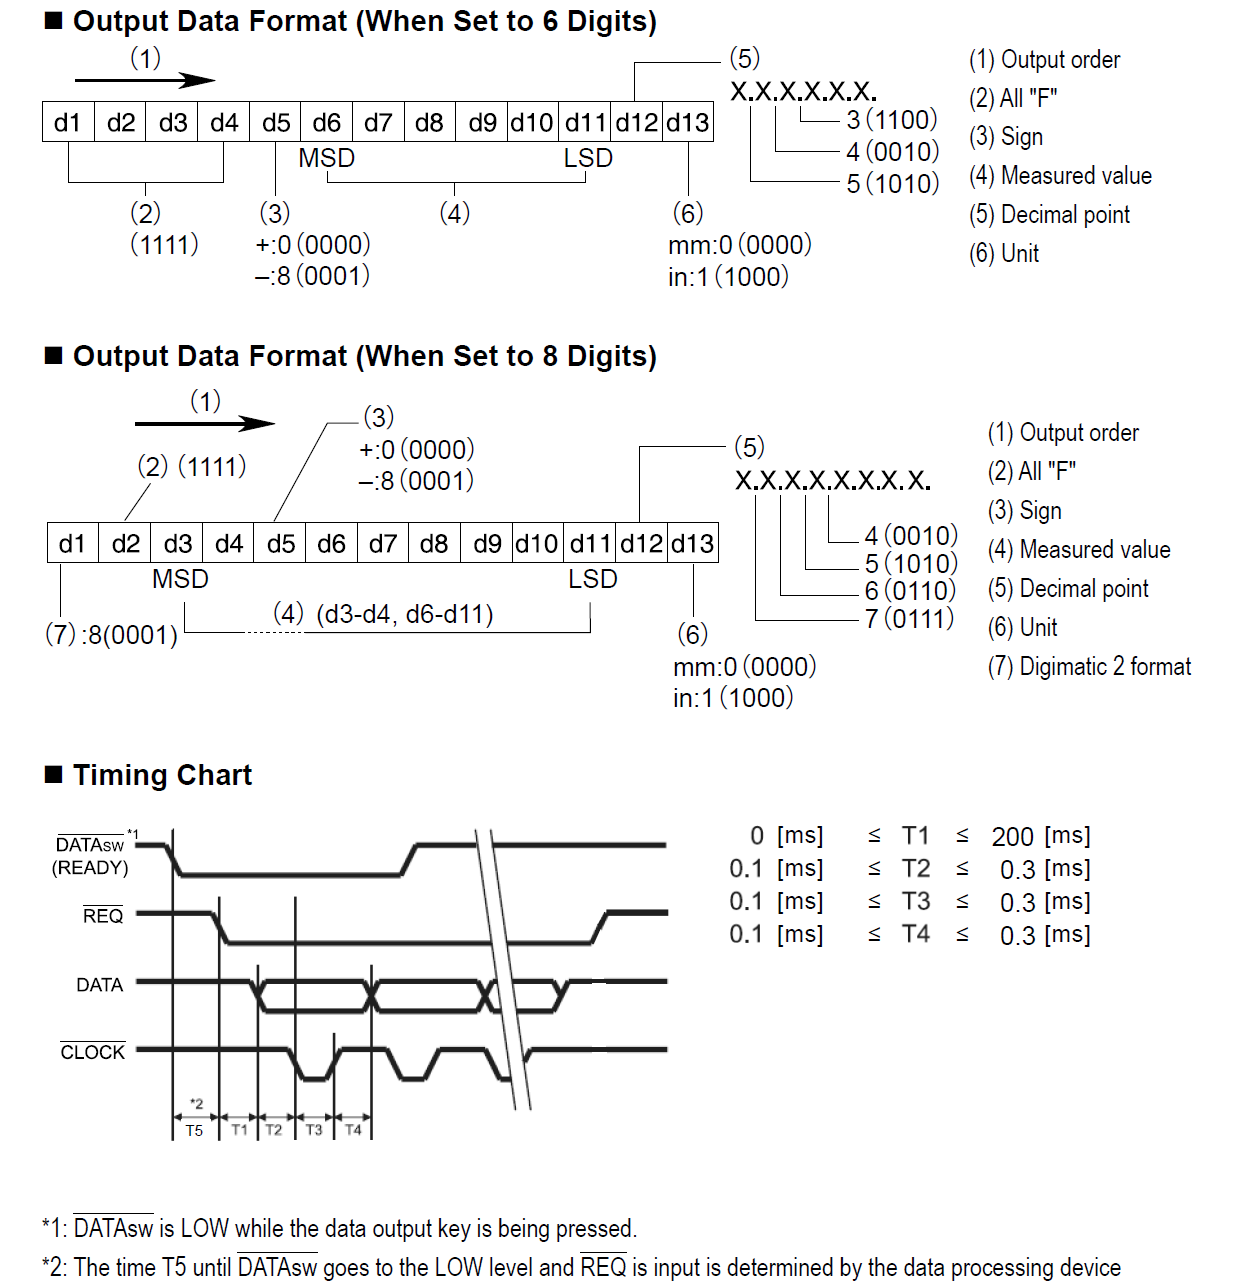 ■ Output Data Format (When Set to 6 Digits)
(1)
(5)
X.X.X.X.X.X.
d1 d2 d3 d4 d5 d6 d7 d8 d9 d10 d11 d12 d13
3 (1100)
4 (0010)
5 (1010)
MSD LSD
(2) (3) (4) (6)
(1111) +:0 (0000) mm:0 (0000)
–:8 (0001) in:1 (1000)
(1) Output order
(2) All "F"
(3) Sign
(4) Measured value
(5) Decimal point
(6) Unit
■ Output Data Format (When Set to 8 Digits)
(1)
(3)
+:0 (0000)
–:8 (0001)
(2) (1111)
(5)
X.X.X.X.X.X.X.X.
d1 d2 d3 d4 d5 d6 d7 d8 d9 d10 d11 d12 d13
4 (0010)
5 (1010)
6 (0110)
7 (0111)
MSD LSD
(4) (d3-d4, d6-d11)
(7) :8(0001)
(6)
mm:0 (0000)
in:1 (1000)
(1) Output order
(2) All "F"
(3) Sign
(4) Measured value
(5) Decimal point
(6) Unit
(7) Digimatic 2 format
■ Timing Chart
DATAsw *1
(READY)
REQ
DATA
CLOCK
*2
T5 T1 T2 T3 T4
0 [ms] ≤ T1 ≤ 200 [ms]
0.1 [ms] ≤ T2 ≤ 0.3 [ms]
0.1 [ms] ≤ T3 ≤ 0.3 [ms]
0.1 [ms] ≤ T4 ≤ 0.3 [ms]
*1: DATAsw is LOW while the data output key is being pressed.
*2: The time T5 until DATAsw goes to the LOW level and REQ is input is determined by the data processing device